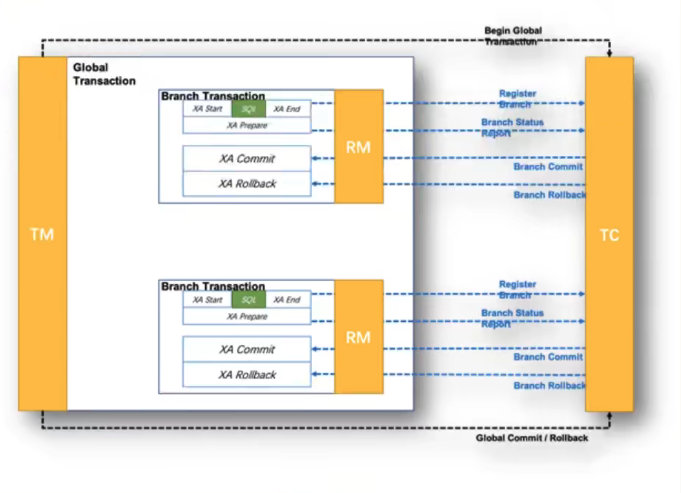 Begin Global
Transaction
Global
Transaction
Branch Transaction
XA Start SQL XA End
XA Prepare
XA Commit
XA Rollback
RM
Register
Branch
Branch Status
Report
Branch Commit
Branch Rollback
TM
TC
Branch Transaction
XA Start SQL XA End
XA Prepare
XA Commit
XA Rollback
RM
Register
Branch
Branch Status
Report
Branch Commit
Branch Rollback
Global Commit / Rollback